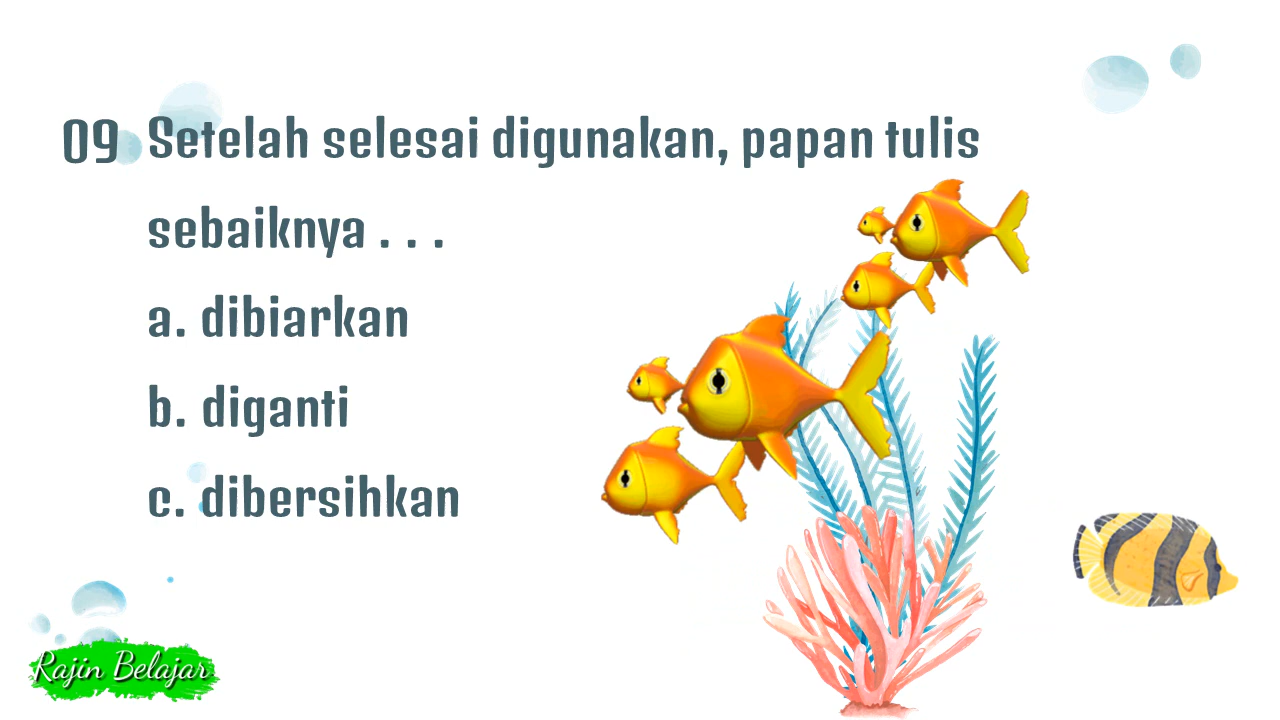 09 Setelah selesai digunakan, papan tulis
sebaiknya . . .
a. dibiarkan
b. diganti
c. dibersihkan
Rajin Belajar